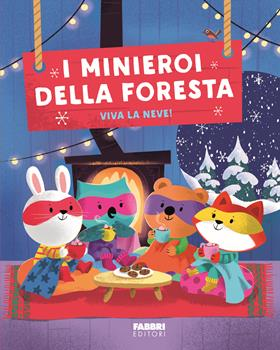 I MINIEROI
DELLA FORESTA
VIVA LA NEVE!
FABBRI
EDITORI